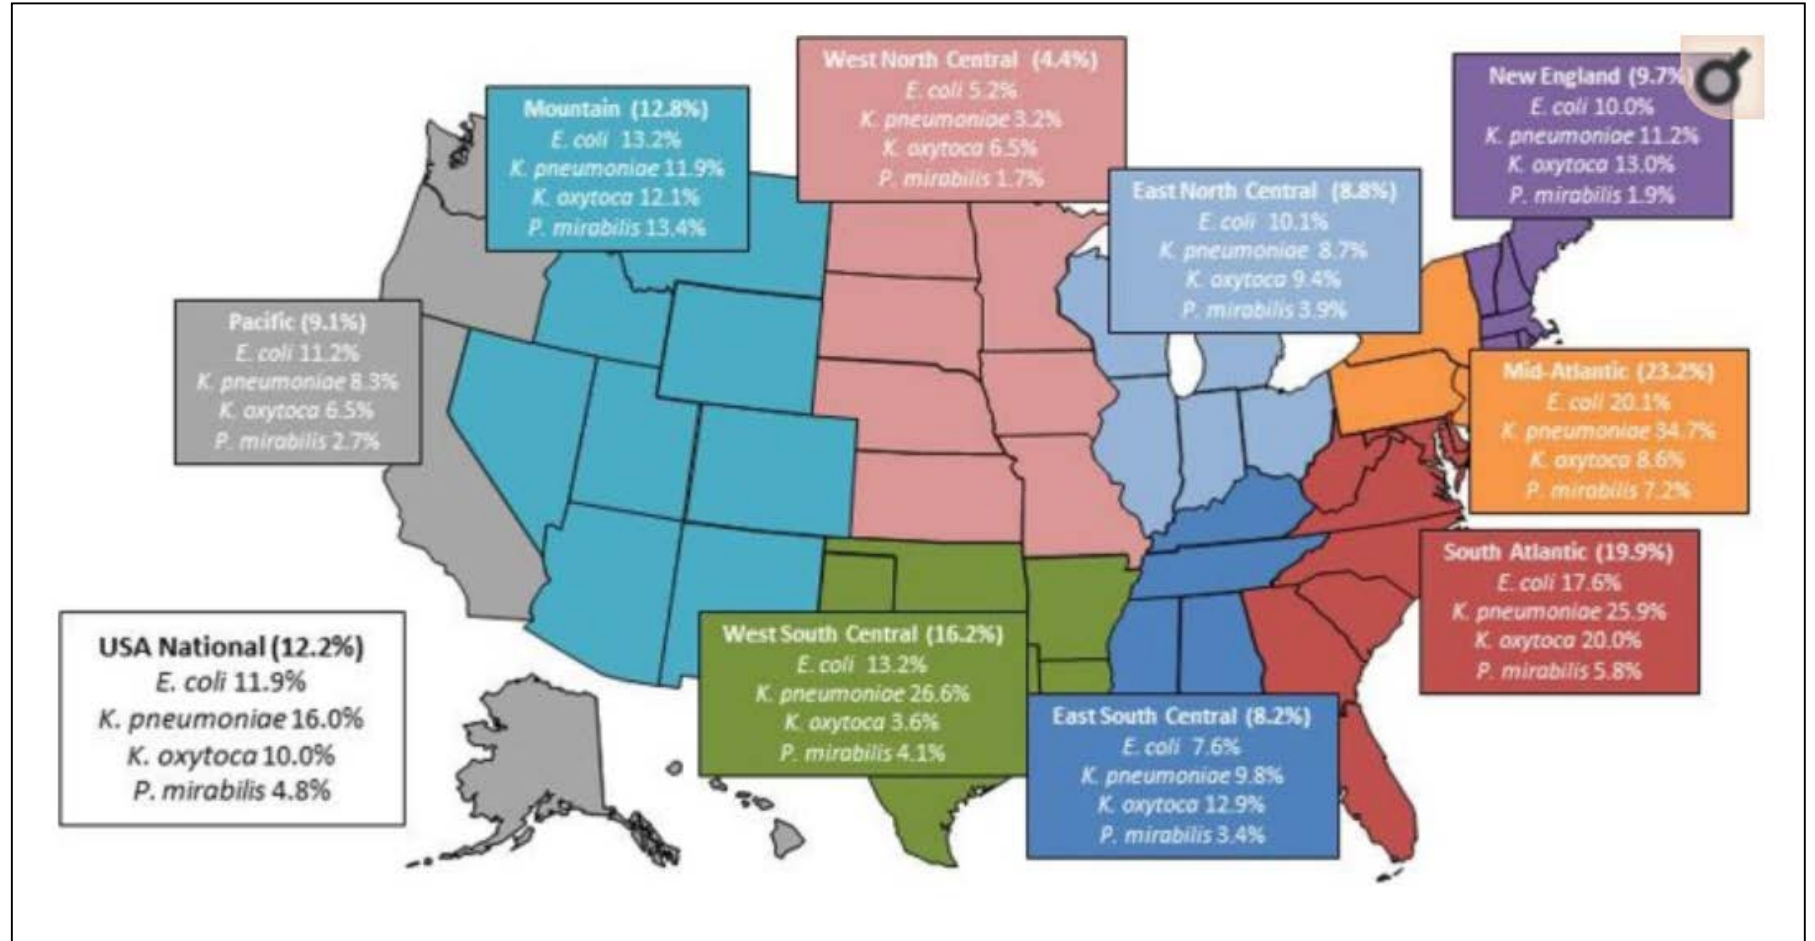 West North Central (4.4%)
E. coli 5.2%
K. pneumoniae 3.2%
K. oxytoca 6.5%
P. mirabilis 1.7%
New England (9.7%)
E. coli 10.0%
K. pneumoniae 11.2%
K. oxytoca 13.0%
P. mirabilis 1.9%
Mountain (12.8%)
E. coli 13.2%
K. pneumoniae 11.9%
K. oxytoca 12.1%
P. mirabilis 13.4%
East North Central (8.8%)
E. coli 10.1%
K. pneumoniae 8.7%
K. oxytoca 9.4%
P. mirabilis 3.9%
Pacific (9.1%)
E. coli 11.2%
K. pneumoniae 8.3%
K. oxytoca 6.5%
P. mirabilis 2.7%
Mid-Atlantic (23.2%)
E. coli 20.1%
K. pneumoniae 34.7%
K. oxytoca 8.6%
P. mirabilis 7.2%
South Atlantic (19.9%)
E. coli 17.6%
K. pneumoniae 25.9%
K. oxytoca 20.0%
P. mirabilis 5.8%
USA National (12.2%)
E. coli 11.9%
K. pneumoniae 16.0%
K. oxytoca 10.0%
P. mirabilis 4.8%
West South Central (16.2%)
E. coli 13.2%
K. pneumoniae 26.6%
K. oxytoca 3.6%
P. mirabilis 4.1%
East South Central (8.2%)
E. coli 7.6%
K. pneumoniae 9.8%
K. oxytoca 12.9%
P. mirabilis 3.4%